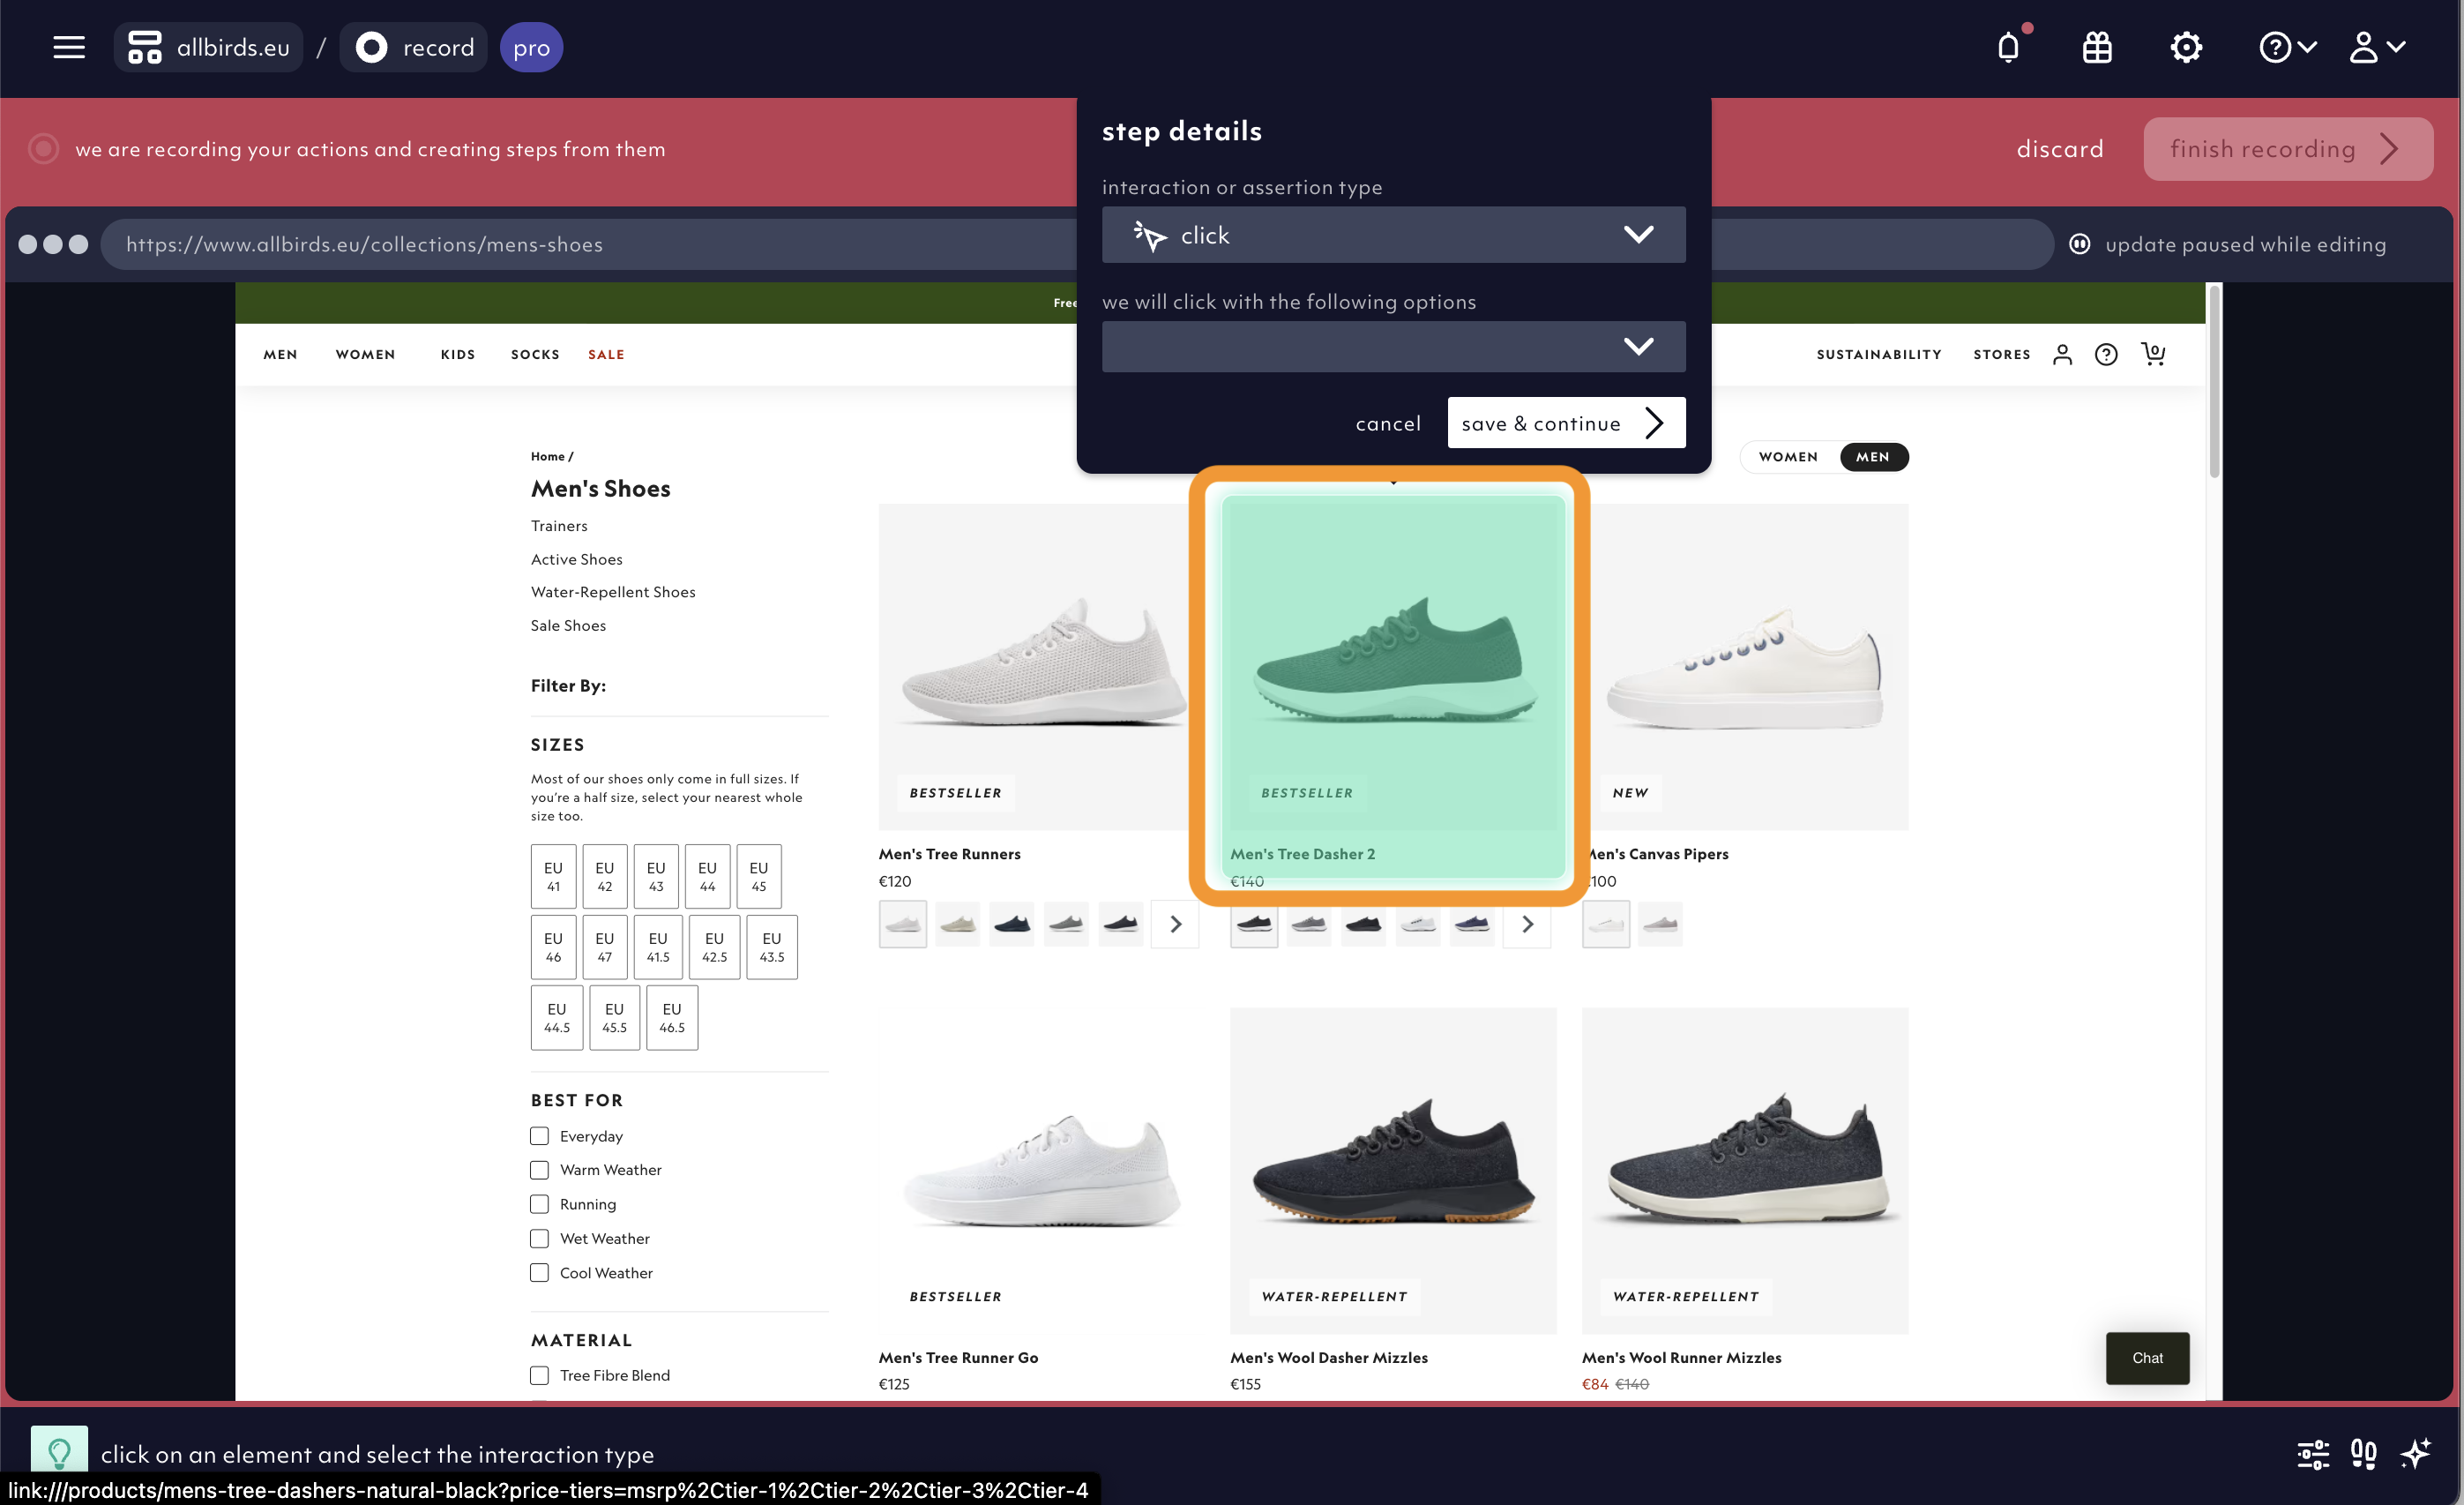 allbirds.eu / record pro
we are recording your actions and creating steps from them
discard
finish recording
step details
interaction or assertion type
click
we will click with the following options
cancel
save & continue
https://www.allbirds.eu/collections/mens-shoes
update paused while editing
Free
MEN WOMEN KIDS SOCKS SALE
SUSTAINABILITY STORES 0
Home /
WOMEN MEN
Men's Shoes
Trainers
Active Shoes
Water-Repellent Shoes
Sale Shoes
Filter By:
SIZES
Most of our shoes only come in full sizes. If
you're a half size, select your nearest whole
size too.
EU 41
EU 42
EU 43
EU 44
EU 45
EU 46
EU 47
EU 41.5
EU 42.5
EU 43.5
EU 44.5
EU 45.5
EU 46.5
BEST FOR
Everyday
Warm Weather
Running
Wet Weather
Cool Weather
MATERIAL
Tree Fibre Blend
BESTSELLER
Men's Tree Runners
€120
BESTSELLER
Men's Tree Dasher 2
€140
NEW
Men's Canvas Pipers
€100
BESTSELLER
Men's Tree Runner Go
€125
WATER-REPELLENT
Men's Wool Dasher Mizzles
€155
WATER-REPELLENT
Men's Wool Runner Mizzles
€84 €140
Chat
click on an element and select the interaction type
link:///products/mens-tree-dashers-natural-black?price-tiers=msrp%2Ctier-1%2Ctier-2%2Ctier-3%2Ctier-4